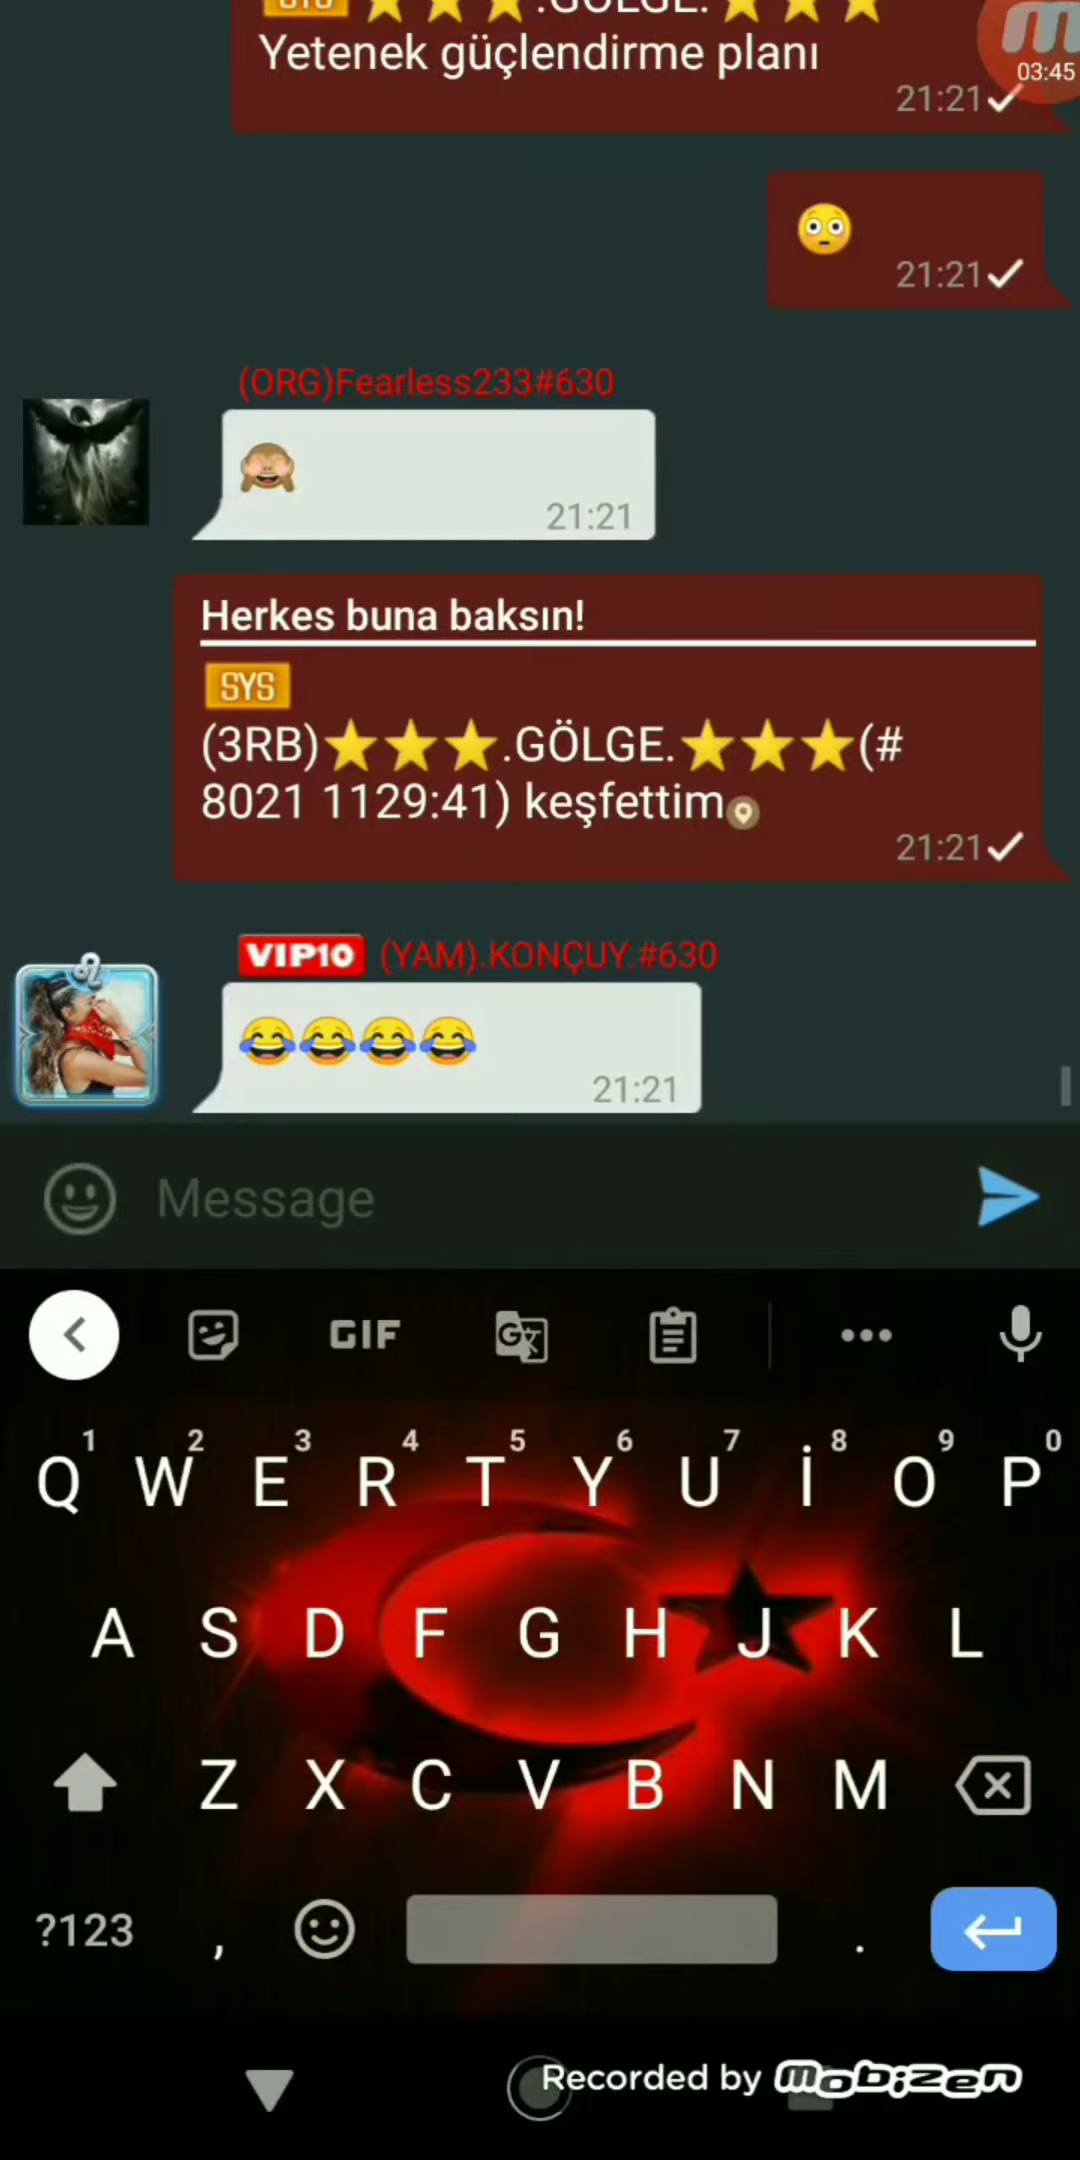 .GÖLGE.
Yetenek güçlendirme planı
03:45
21:21
21:21
(ORG)Fearless233#630
21:21
Herkes buna baksın!
SYS
(3RB)⭐⭐⭐.GÖLGE.⭐⭐⭐(#
8021 1129:41) keşfettim
21:21
VIP10 (YAM).KONÇUY.#630
😂😂😂😂
21:21
Message
GIF
1 2 3 4 5 6 7 8 9 0
Q W E R T Y U İ O P
A S D F G H J K L
Z X C V B N M
?123 , .
Recorded by mobizen